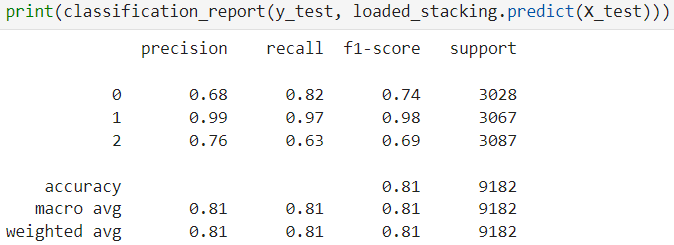 print(classification_report(y_test, loaded_stacking.predict(X_test)))
precision recall f1-score support
0 0.68 0.82 0.74 3028
1 0.99 0.97 0.98 3067
2 0.76 0.63 0.69 3087
accuracy 0.81 9182
macro avg 0.81 0.81 0.81 9182
weighted avg 0.81 0.81 0.81 9182